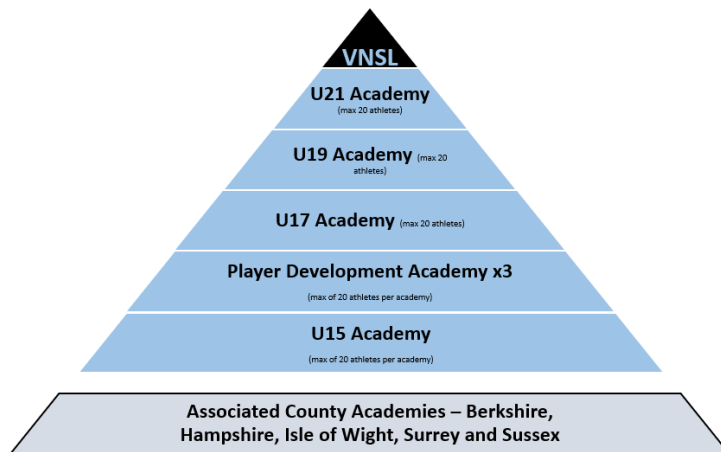 VNSL
U21 Academy
(max 20 athletes)
U19 Academy (max 20
athletes)
U17 Academy (max 20 athletes)
Player Development Academy x3
(max of 20 athletes per academy)
U15 Academy
(max of 20 athletes per academy)
Associated County Academies – Berkshire,
Hampshire, Isle of Wight, Surrey and Sussex